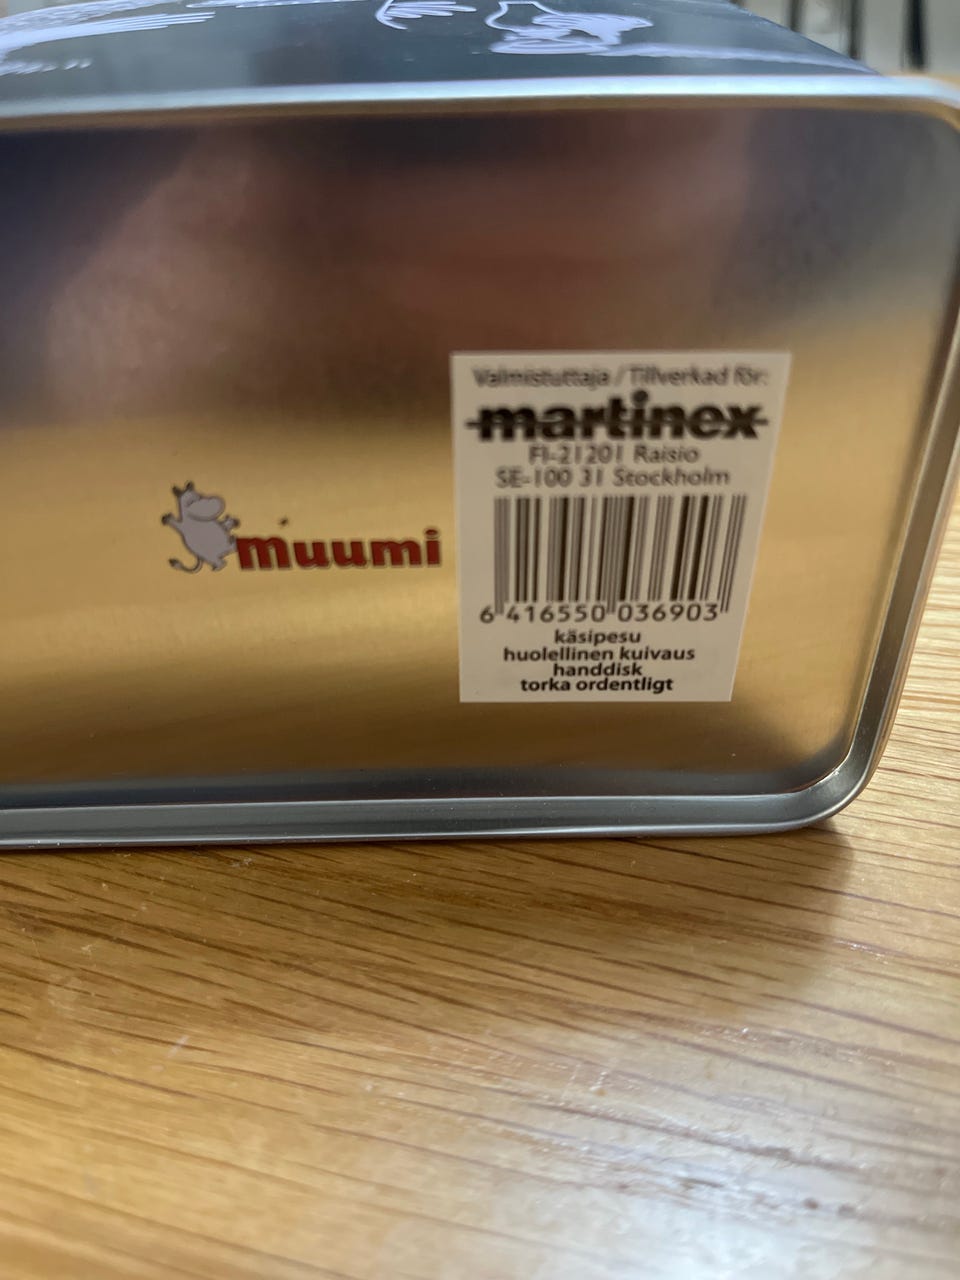 Valmistuttaja / Tillverkad för:
martinex
FI-21201 Raisio
SE-100 31 Stockholm
6 416550 036903
käsipesu
huolellinen kuivaus
handdisk
torka ordentligt
muumi